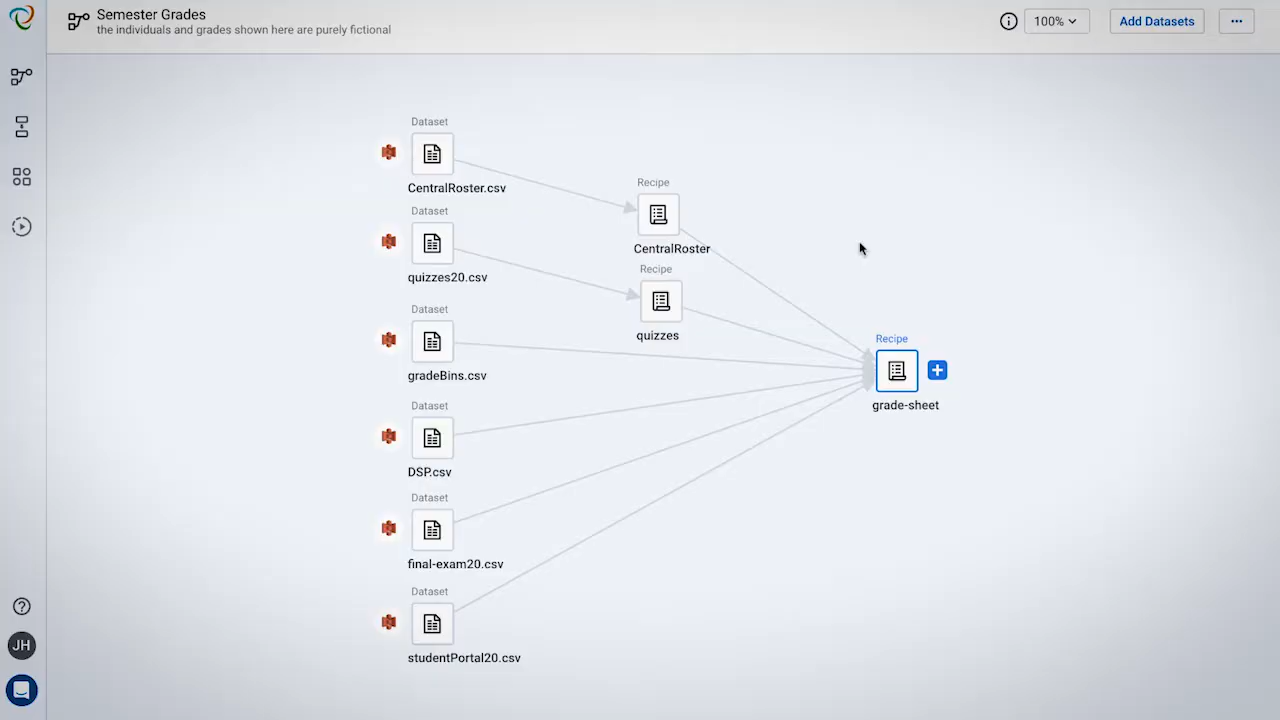 Semester Grades
the individuals and grades shown here are purely fictional
100%
Add Datasets
Dataset
CentralRoster.csv
Dataset
quizzes20.csv
Dataset
gradeBins.csv
Dataset
DSP.csv
Dataset
final-exam20.csv
Dataset
studentPortal20.csv
Recipe
CentralRoster
Recipe
quizzes
Recipe
grade-sheet
JH